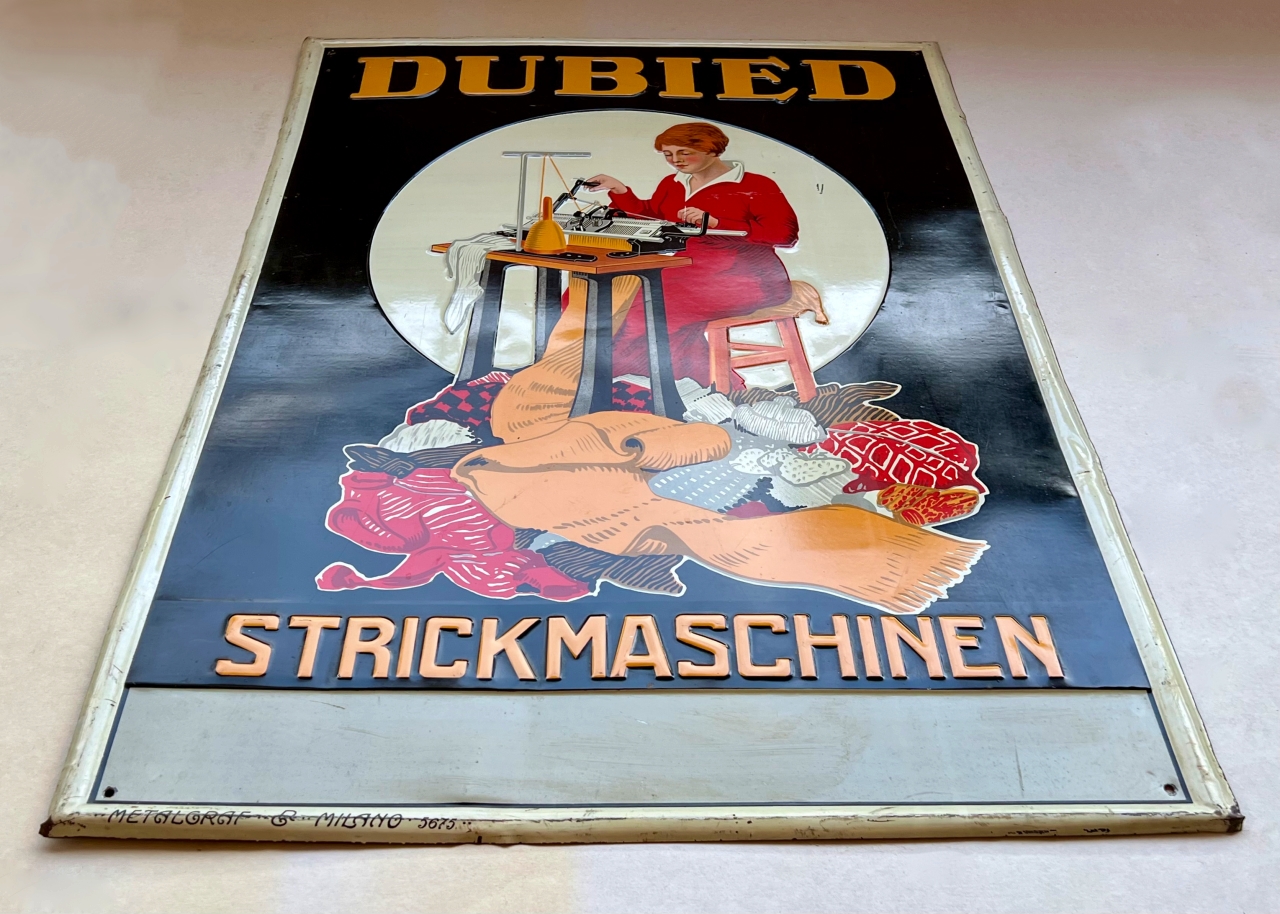 DUBIED
STRICKMASCHINEN
METALGRAF MILANO 5675